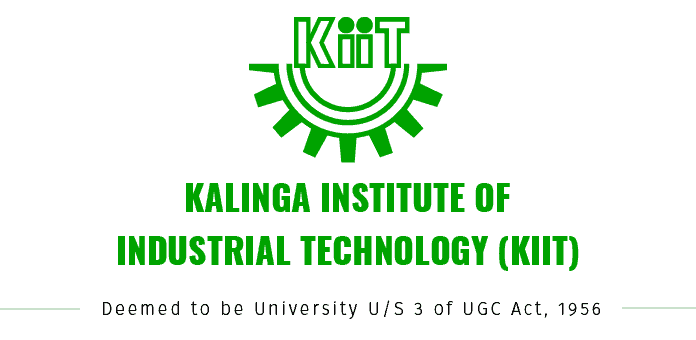 KiiT
KALINGA INSTITUTE OF
INDUSTRIAL TECHNOLOGY (KIIT)
Deemed to be University U/S 3 of UGC Act, 1956